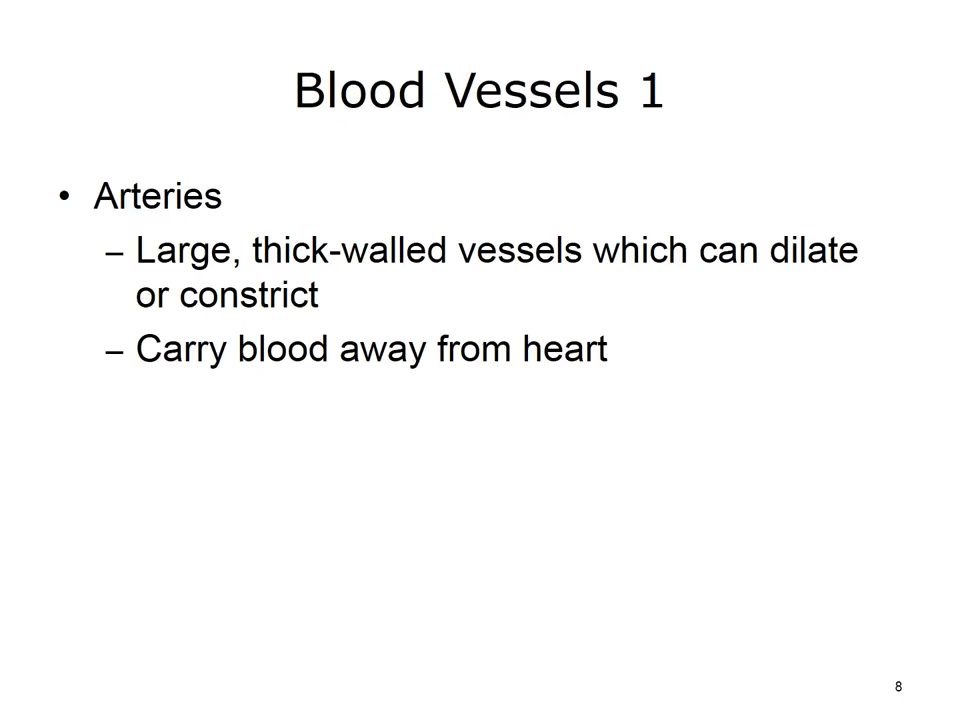 Blood Vessels 1
• Arteries
– Large, thick-walled vessels which can dilate
or constrict
– Carry blood away from heart
8